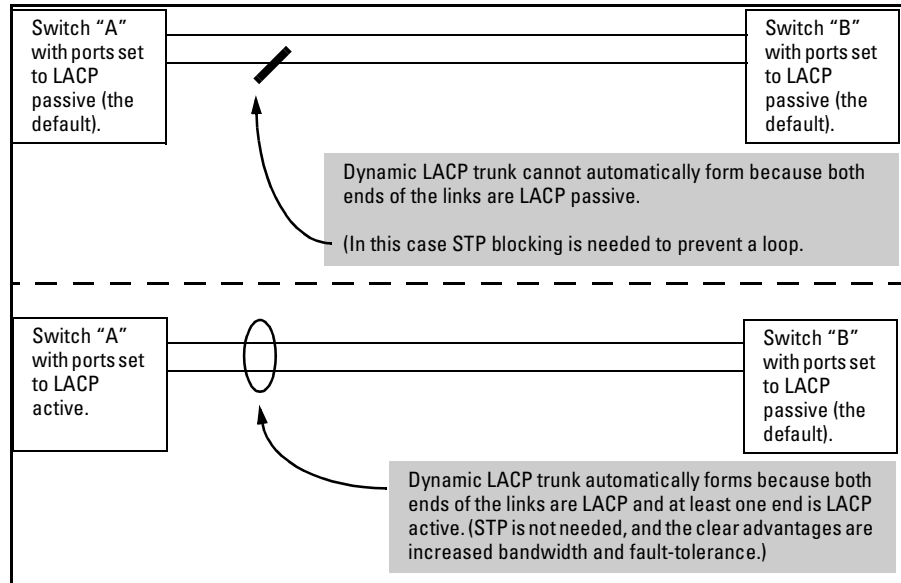 Switch “A”
with ports set
to LACP
passive (the
default).
Switch “B”
with ports set
to LACP
passive (the
default).
Dynamic LACP trunk cannot automatically form because both
ends of the links are LACP passive.
(In this case STP blocking is needed to prevent a loop.
Switch “A”
with ports set
to LACP
active.
Switch “B”
with ports set
to LACP
passive (the
default).
Dynamic LACP trunk automatically forms because both
ends of the links are LACP and at least one end is LACP
active. (STP is not needed, and the clear advantages are
increased bandwidth and fault-tolerance.)